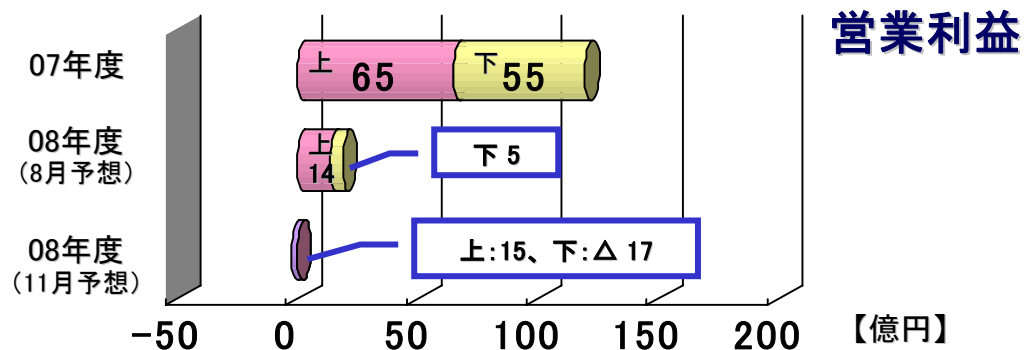 営業利益
07年度
上 65 下 55
08年度
(8月予想)
上 14
下 5
08年度
(11月予想)
上:15、下:△ 17
-50 0 50 100 150 200 【億円】